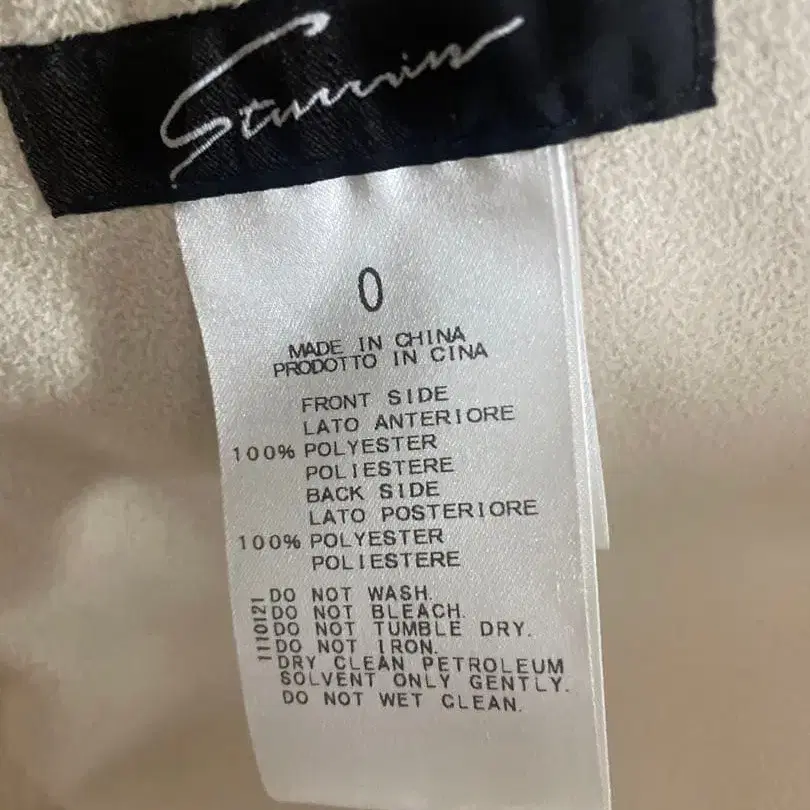 0
MADE IN CHINA
PRODOTTO IN CINA
FRONT SIDE
LATO ANTERIORE
100% POLYESTER
POLIESTERE
BACK SIDE
LATO POSTERIORE
100% POLYESTER
POLIESTERE
DO NOT WASH.
DO NOT BLEACH.
DO NOT TUMBLE DRY.
DO NOT IRON.
DRY CLEAN PETROLEUM
SOLVENT ONLY GENTLY.
DO NOT WET CLEAN.